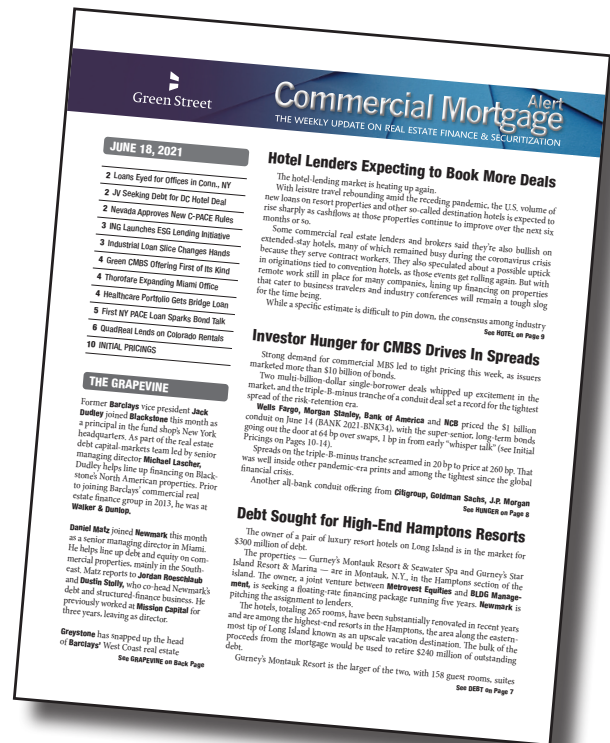 Green Street
Commercial Mortgage
Alert
THE WEEKLY UPDATE ON REAL ESTATE FINANCE & SECURITIZATION
JUNE 18, 2021
2 Loans Eyed for Offices in Conn., NY
2 JV Seeking Debt for DC Hotel Deal
2 Nevada Approves New C-PACE Rules
3 ING Launches ESG Lending Initiative
3 Industrial Loan Slice Changes Hands
4 Green CMBS Offering First of Its Kind
4 Thorofare Expanding Miami Office
4 Healthcare Portfolio Gets Bridge Loan
5 First NY PACE Loan Sparks Bond Talk
6 QuadReal Lends on Colorado Rentals
10 INITIAL PRICINGS
THE GRAPEVINE
Former Barclays vice president Jack
Dudley joined Blackstone this month as
a principal in the fund shop's New York
headquarters. As part of the real estate
debt capital-markets team led by senior
managing director Michael Lascher,
Dudley helps line up financing on Black-
stone's North American properties. Prior
to joining Barclays' commercial real
estate finance group in 2013, he was at
Walker & Dunlop.
Daniel Matz joined Newmark this month
as a senior managing director in Miami.
He helps line up debt and equity on com-
mercial properties, mainly in the South-
east. Matz reports to Jordan Roeschlaub
and Dustin Stolly, who co-head Newmark's
debt and structured-finance business. He
previously worked at Mission Capital for
three years, leaving as director.
Greystone has snapped up the head
of Barclays' West Coast real estate
See GRAPEVINE on Back Page
Hotel Lenders Expecting to Book More Deals
The hotel-lending market is heating up again.
With leisure travel rebounding amid the receding pandemic, the U.S. volume of
new loans on resort properties and other so-called destination hotels is expected to
rise sharply as cashflows at those properties continue to improve over the next six
months or so.
Some commercial real estate lenders and brokers said they're also bullish on
extended-stay hotels, many of which remained busy during the coronavirus crisis
because they serve contract workers. They also speculated about a possible uptick
in originations tied to convention hotels, as those events get rolling again. But with
remote work still in place for many companies, lining up financing on properties
that cater to business travelers and industry conferences will remain a tough slog
for the time being.
While a specific estimate is difficult to pin down, the consensus among industry
See HOTEL on Page 9
Investor Hunger for CMBS Drives In Spreads
Strong demand for commercial MBS led to tight pricing this week, as issuers
marketed more than $10 billion of bonds.
Two multi-billion-dollar single-borrower deals whipped up excitement in the
market, and the triple-B-minus tranche of a conduit deal set a record for the tightest
spread of the risk-retention era.
Wells Fargo, Morgan Stanley, Bank of America and NCB priced the $1 billion
conduit on June 14 (BANK 2021-BNK34), with the super-senior, long-term bonds
going out the door at 64 bp over swaps, 1 bp in from early "whisper talk" (see Initial
Pricings on Pages 10-14).
Spreads on the triple-B-minus tranche screamed in 20 bp to price at 260 bp. That
was well inside other pandemic-era prints and among the tightest since the global
financial crisis.
Another all-bank conduit offering from Citigroup, Goldman Sachs, J.P. Morgan
See HUNGER on Page 8
Debt Sought for High-End Hamptons Resorts
The owner of a pair of luxury resort hotels on Long Island is in the market for
$300 million of debt.
The properties — Gurney's Montauk Resort & Seawater Spa and Gurney's Star
Island Resort & Marina — are in Montauk, N.Y., in the Hamptons section of the
island. The owner, a joint venture between Metrovest Equities and BLDG Manage-
ment, is seeking a floating-rate financing package running five years. Newmark is
pitching the assignment to lenders.
The hotels, totaling 265 rooms, have been substantially renovated in recent years
and are among the highest-end resorts in the Hamptons, the area along the eastern-
most tip of Long Island known as an upscale vacation destination. The bulk of the
proceeds from the mortgage would be used to retire $240 million of outstanding
debt.
Gurney's Montauk Resort is the larger of the two, with 158 guest rooms, suites
See DEBT on Page 7